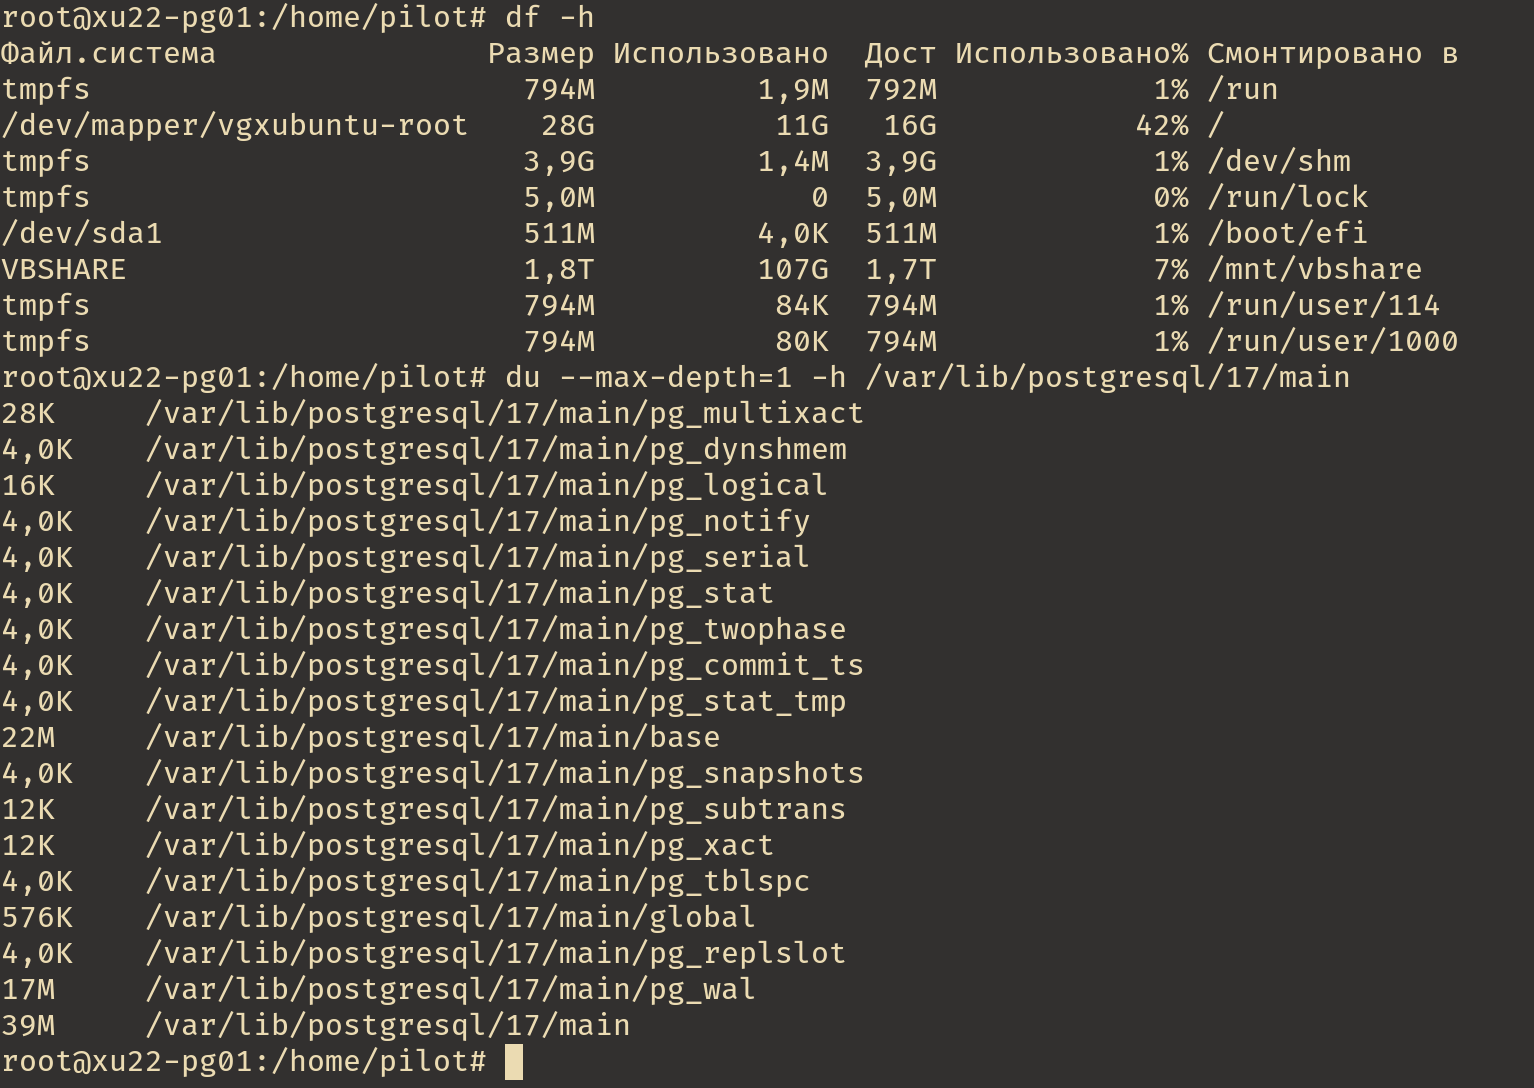 root@xu22-pg01:/home/pilot# df -h
Файл.система               Размер Использовано  Дост Использовано% Смонтировано в
tmpfs                        794M         1,9M  792M            1% /run
/dev/mapper/vgxubuntu-root    28G          11G   16G           42% /
tmpfs                        3,9G         1,4M  3,9G            1% /dev/shm
tmpfs                        5,0M            0  5,0M            0% /run/lock
/dev/sda1                    511M         4,0K  511M            1% /boot/efi
VBSHARE                      1,8T         107G  1,7T            7% /mnt/vbshare
tmpfs                        794M          84K  794M            1% /run/user/114
tmpfs                        794M          80K  794M            1% /run/user/1000
root@xu22-pg01:/home/pilot# du --max-depth=1 -h /var/lib/postgresql/17/main
28K     /var/lib/postgresql/17/main/pg_multixact
4,0K    /var/lib/postgresql/17/main/pg_dynshmem
16K     /var/lib/postgresql/17/main/pg_logical
4,0K    /var/lib/postgresql/17/main/pg_notify
4,0K    /var/lib/postgresql/17/main/pg_serial
4,0K    /var/lib/postgresql/17/main/pg_stat
4,0K    /var/lib/postgresql/17/main/pg_twophase
4,0K    /var/lib/postgresql/17/main/pg_commit_ts
4,0K    /var/lib/postgresql/17/main/pg_stat_tmp
22M     /var/lib/postgresql/17/main/base
4,0K    /var/lib/postgresql/17/main/pg_snapshots
12K     /var/lib/postgresql/17/main/pg_subtrans
12K     /var/lib/postgresql/17/main/pg_xact
4,0K    /var/lib/postgresql/17/main/pg_tblspc
576K    /var/lib/postgresql/17/main/global
4,0K    /var/lib/postgresql/17/main/pg_replslot
17M     /var/lib/postgresql/17/main/pg_wal
39M     /var/lib/postgresql/17/main
root@xu22-pg01:/home/pilot#